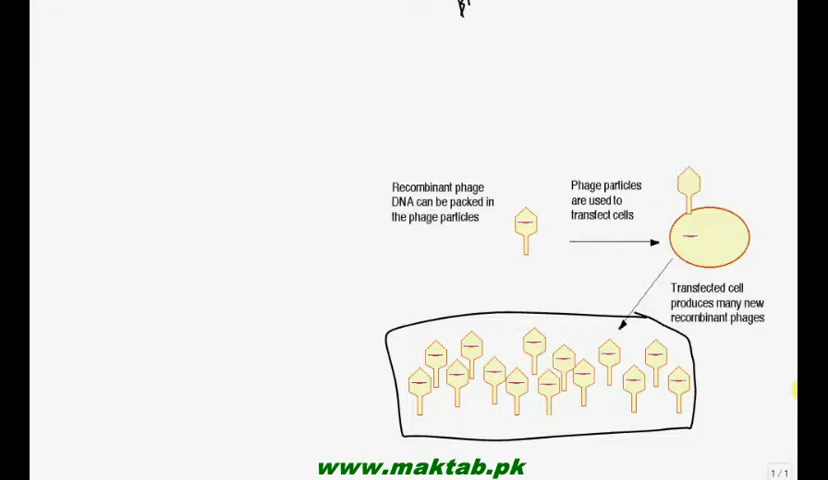 Recombinant phage
DNA can be packed in
the phage particles
Phage particles
are used to
transfect cells
Transfected cell
produces many new
recombinant phages
www.maktab.pk
1 / 1